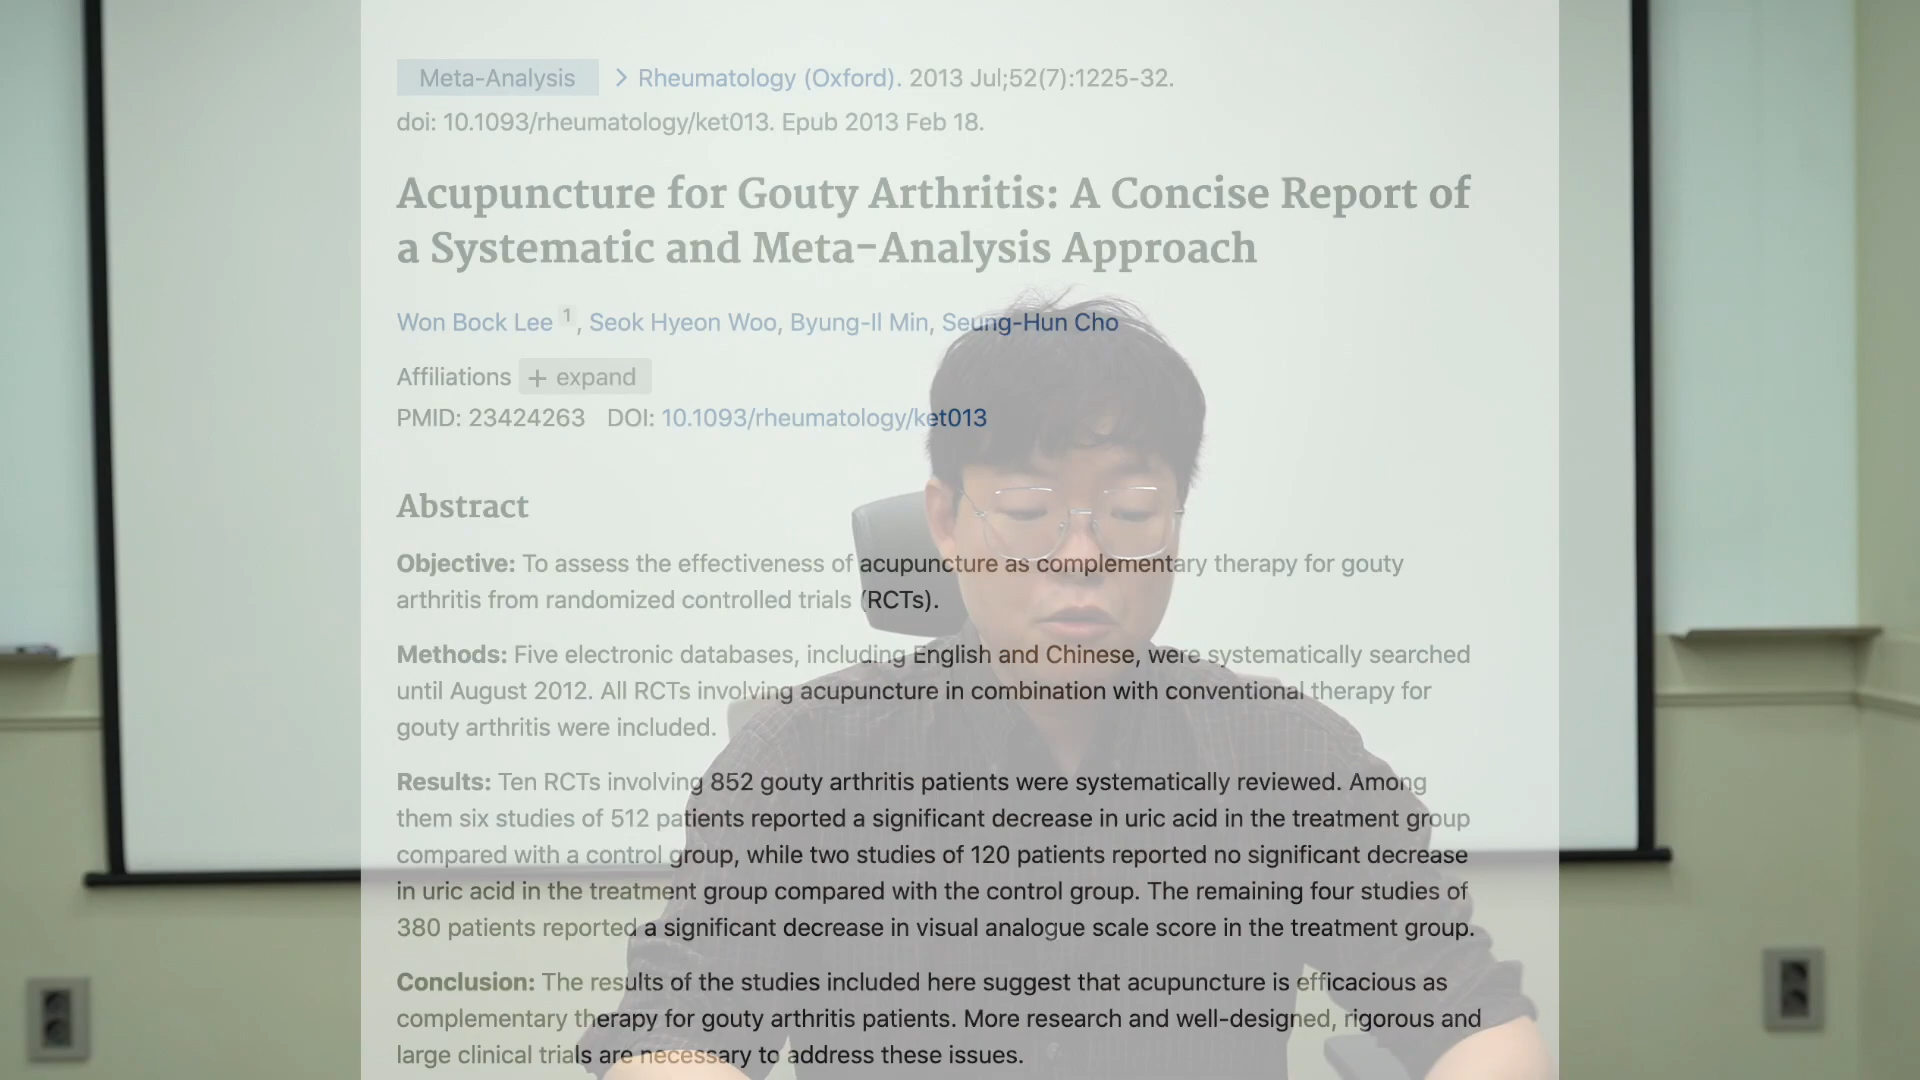 Meta-Analysis > Rheumatology (Oxford). 2013 Jul;52(7):1225-32.
doi: 10.1093/rheumatology/ket013. Epub 2013 Feb 18.
Acupuncture for Gouty Arthritis: A Concise Report of
a Systematic and Meta-Analysis Approach
Won Bock Lee 1, Seok Hyeon Woo, Byung-Il Min, Seung-Hun Cho
Affiliations + expand
PMID: 23424263 DOI: 10.1093/rheumatology/ket013
Abstract
Objective: To assess the effectiveness of acupuncture as complementary therapy for gouty
arthritis from randomized controlled trials (RCTs).
Methods: Five electronic databases, including English and Chinese, were systematically searched
until August 2012. All RCTs involving acupuncture in combination with conventional therapy for
gouty arthritis were included.
Results: Ten RCTs involving 852 gouty arthritis patients were systematically reviewed. Among
them six studies of 512 patients reported a significant decrease in uric acid in the treatment group
compared with a control group, while two studies of 120 patients reported no significant decrease
in uric acid in the treatment group compared with the control group. The remaining four studies of
380 patients reported a significant decrease in visual analogue scale score in the treatment group.
Conclusion: The results of the studies included here suggest that acupuncture is efficacious as
complementary therapy for gouty arthritis patients. More research and well-designed, rigorous and
large clinical trials are necessary to address these issues.